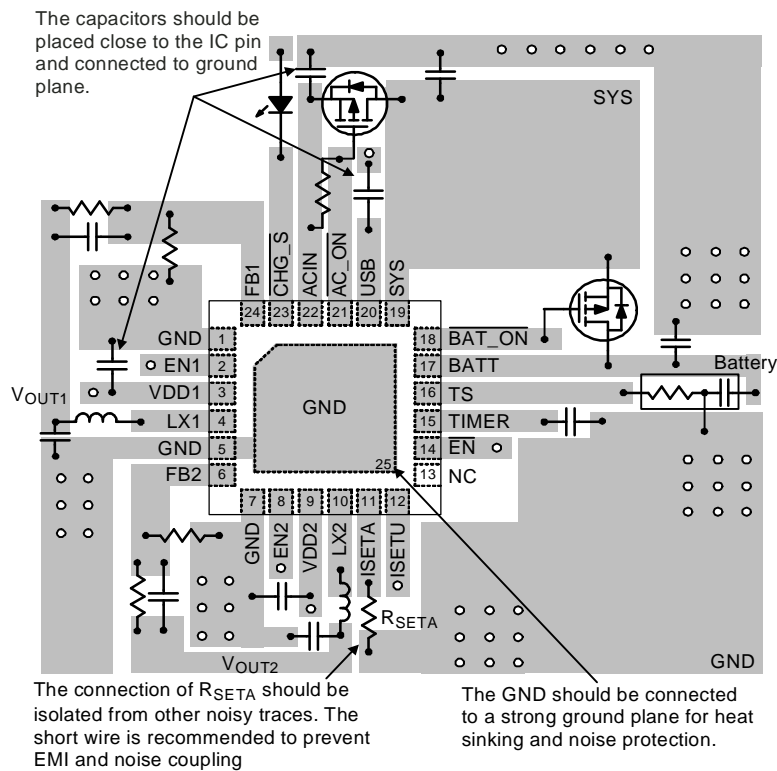 The capacitors should be
placed close to the IC pin
and connected to ground
plane.
SYS
FB1
CHG_S
ACIN
AC_ON
USB
SYS
24
23
22
21
20
19
GND
1
EN1
2
VDD1
3
VOUT1
LX1
4
GND
5
FB2
6
GND
25
18
BAT_ON
17
BATT
Battery
16
TS
15
TIMER
14
EN
13
NC
7
8
9
10
11
12
GND
EN2
VDD2
LX2
ISETA
ISETU
RSETA
VOUT2
GND
The connection of RSETA should be
isolated from other noisy traces. The
short wire is recommended to prevent
EMI and noise coupling
The GND should be connected
to a strong ground plane for heat
sinking and noise protection.